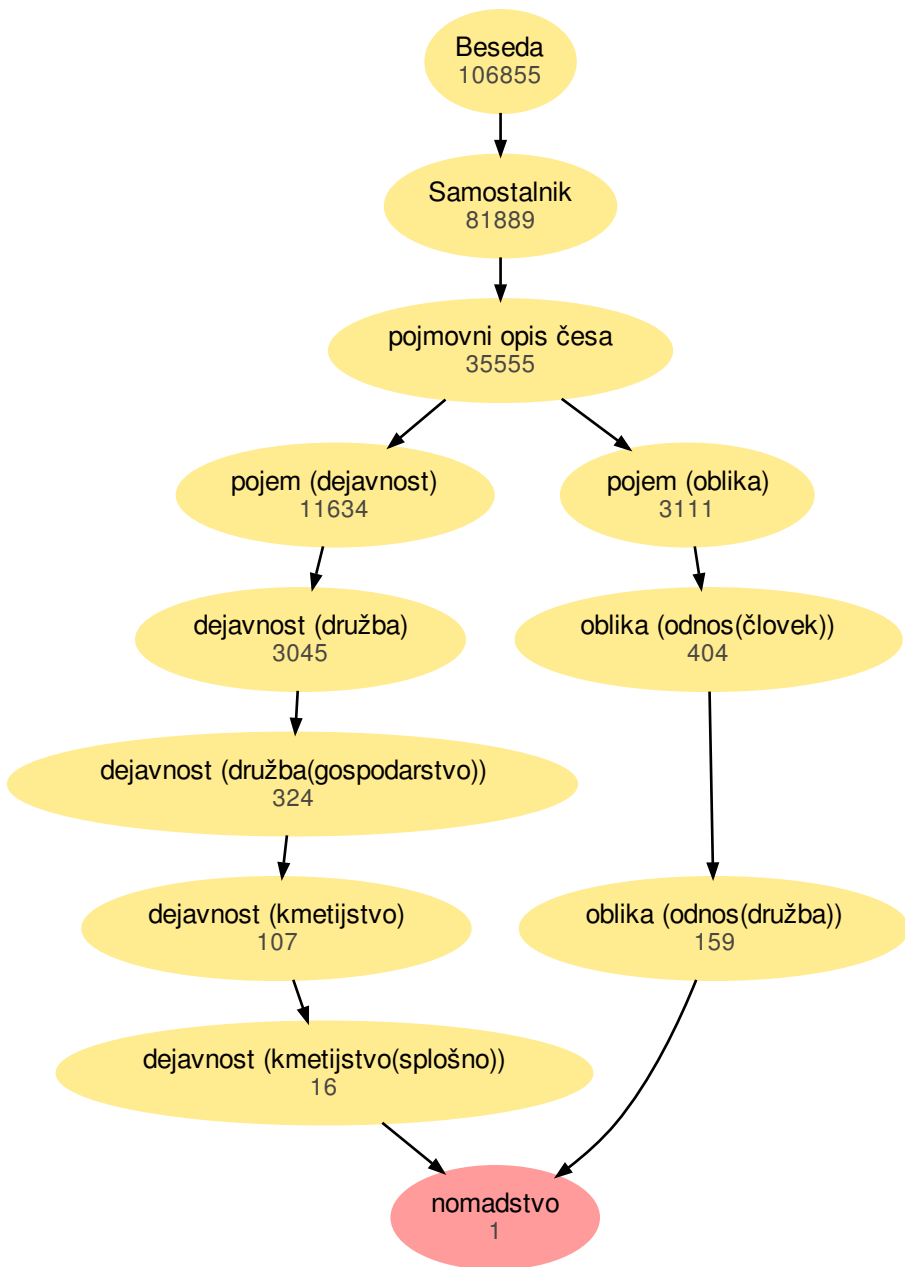 Beseda
106855
Samostalnik
81889
pojmovni opis česa
35555
pojem (dejavnost)
11634
pojem (oblika)
3111
dejavnost (družba)
3045
oblika (odnos(človek))
404
dejavnost (družba(gospodarstvo))
324
dejavnost (kmetijstvo)
107
oblika (odnos(družba))
159
dejavnost (kmetijstvo(splošno))
16
nomadstvo
1